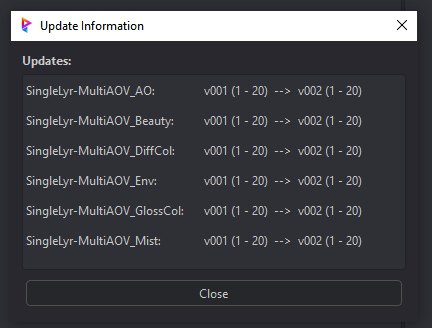 Update Information
Updates:
SingleLyr-MultiAOV_AO: v001 (1 - 20) --> v002 (1 - 20)
SingleLyr-MultiAOV_Beauty: v001 (1 - 20) --> v002 (1 - 20)
SingleLyr-MultiAOV_DiffCol: v001 (1 - 20) --> v002 (1 - 20)
SingleLyr-MultiAOV_Env: v001 (1 - 20) --> v002 (1 - 20)
SingleLyr-MultiAOV_GlossCol: v001 (1 - 20) --> v002 (1 - 20)
SingleLyr-MultiAOV_Mist: v001 (1 - 20) --> v002 (1 - 20)
Close